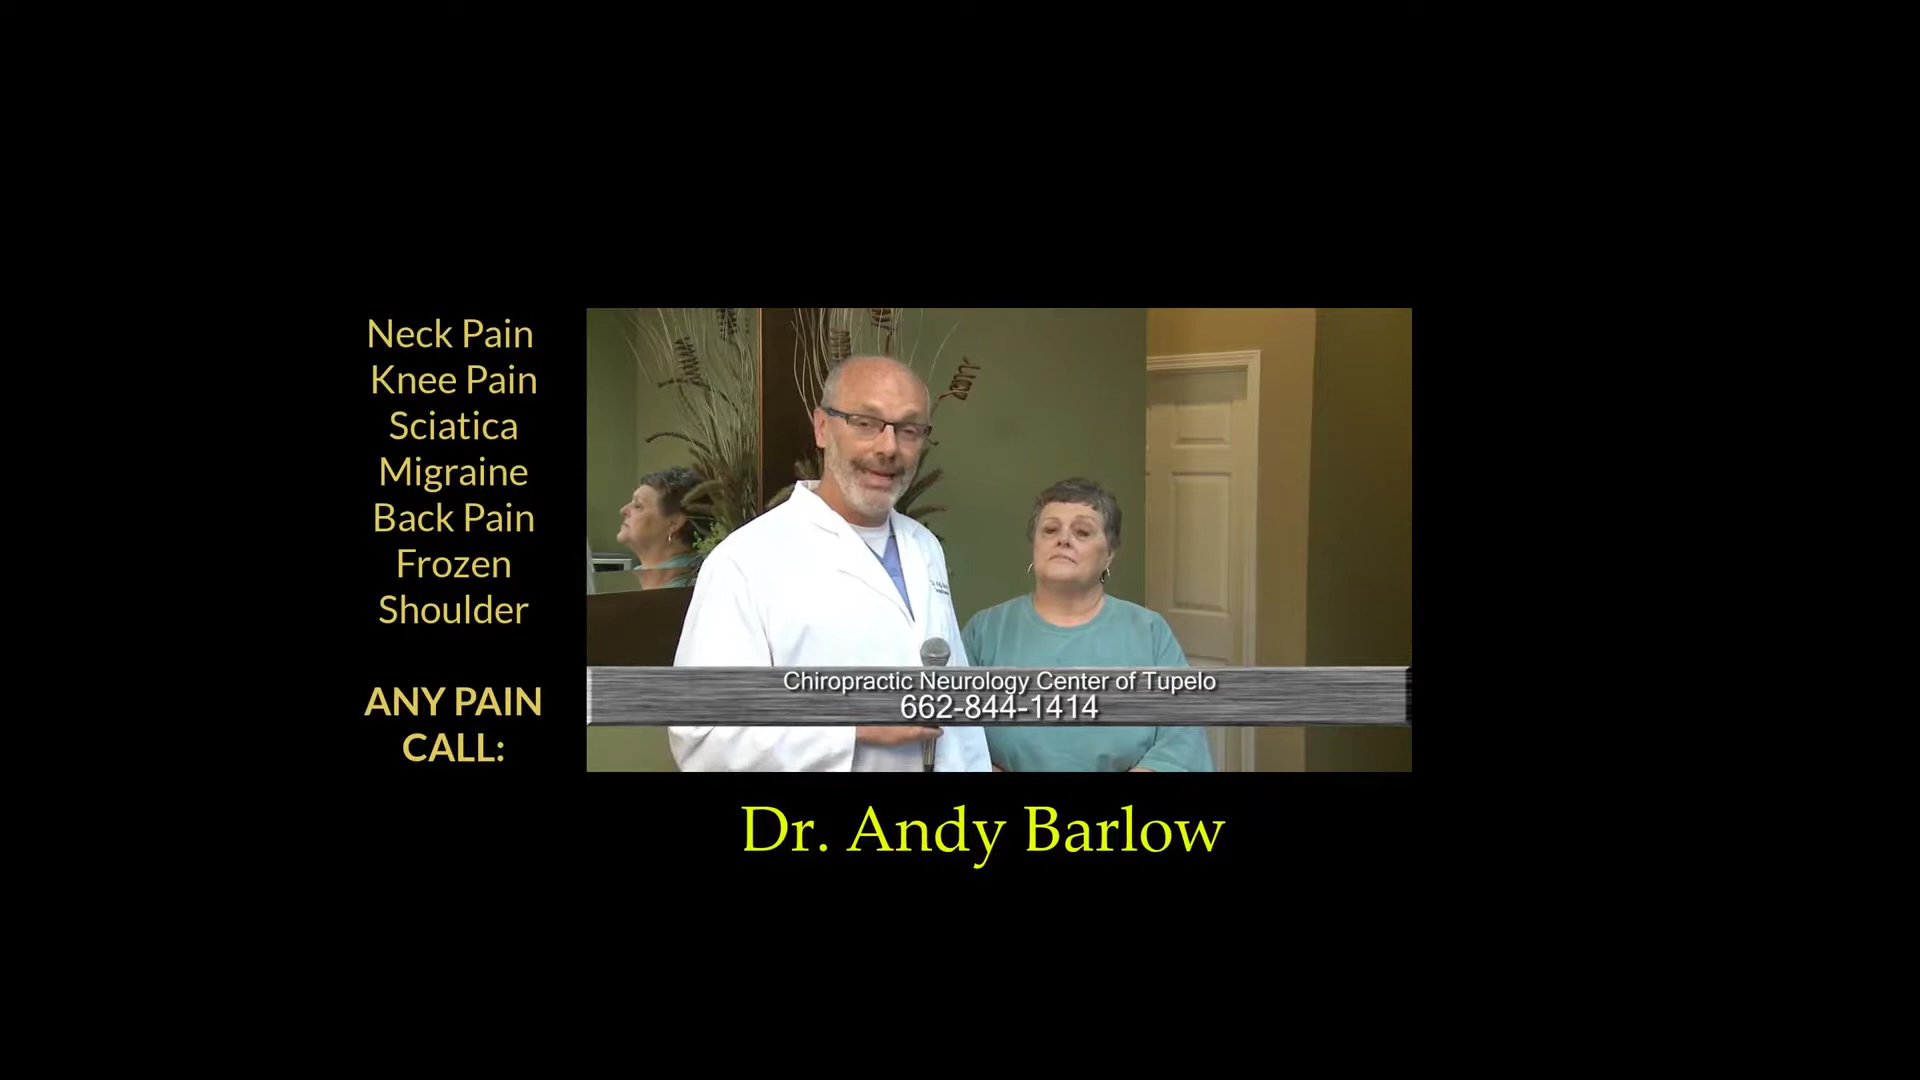 Neck Pain
Knee Pain
Sciatica
Migraine
Back Pain
Frozen
Shoulder
ANY PAIN
CALL:
Chiropractic Neurology Center of Tupelo
662-844-1414
Dr. Andy Barlow